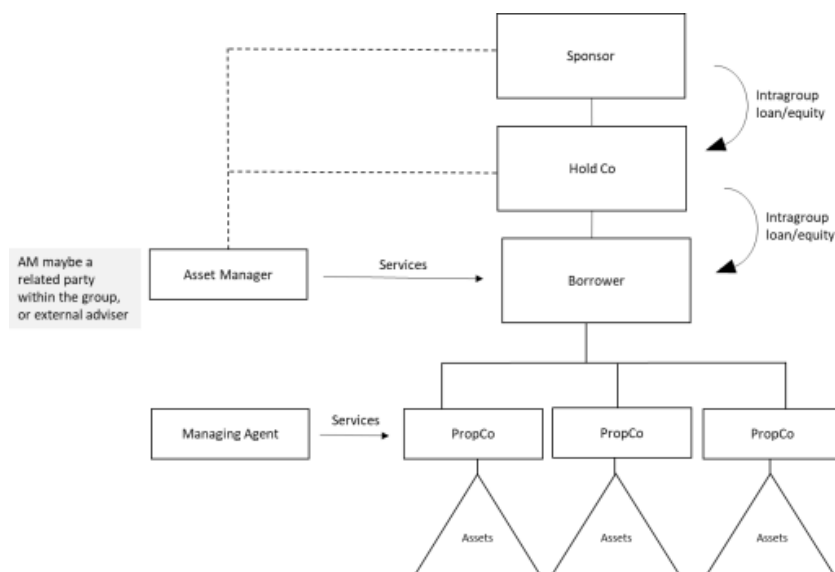 Sponsor
Intragroup
loan/equity
Hold Co
Intragroup
loan/equity
AM maybe a
related party
within the group,
or external adviser
Asset Manager
Services
Borrower
Managing Agent
Services
PropCo
PropCo
PropCo
Assets
Assets
Assets